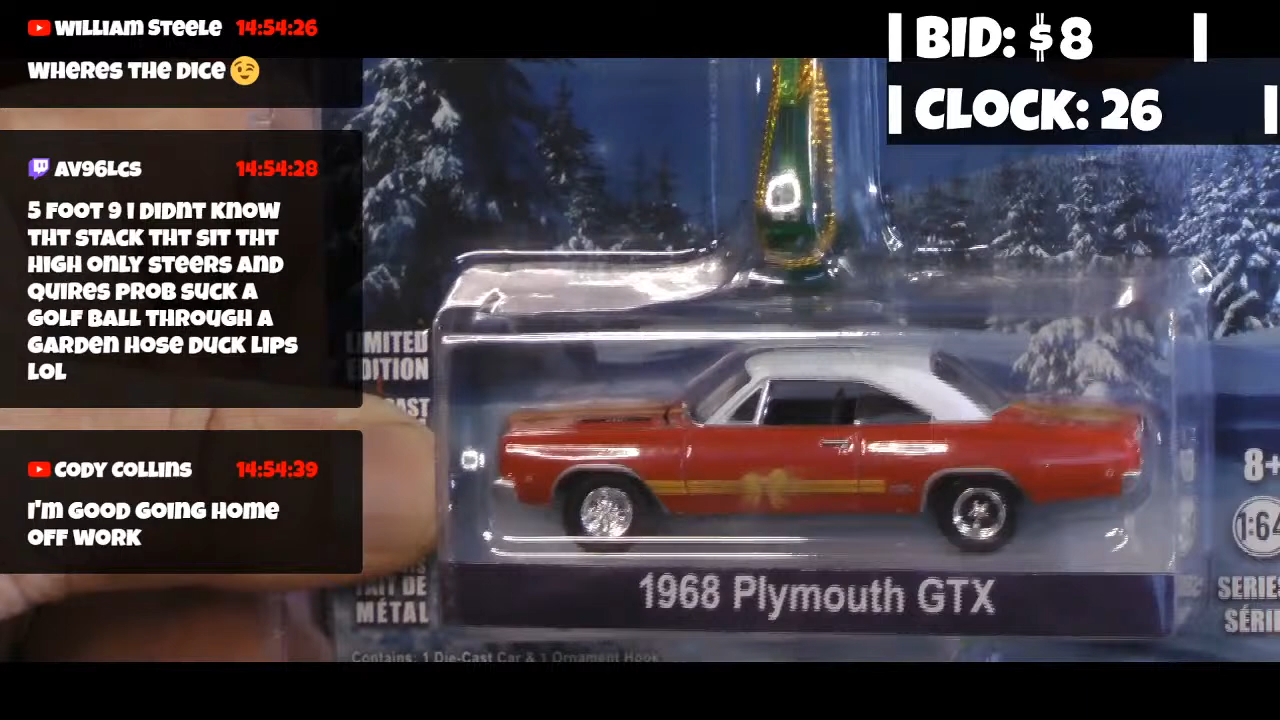 William Steele 14:54:26
Wheres the dice 😉
| BID: $8 |
| CLOCK: 26 |
AV96LCS 14:54:28
5 foot 9 I didnt know
tht stack tht sit tht
high only steers and
quires prob suck a
golf ball through a
garden hose duck lips
lol
Cody Collins 14:54:39
I'm good going home
off work
LIMITED
EDITION
FAIT DE
MÉTAL
1968 Plymouth GTX
8+
1:64
Contains: 1 Die-Cast Car & 1 Ornament Hook